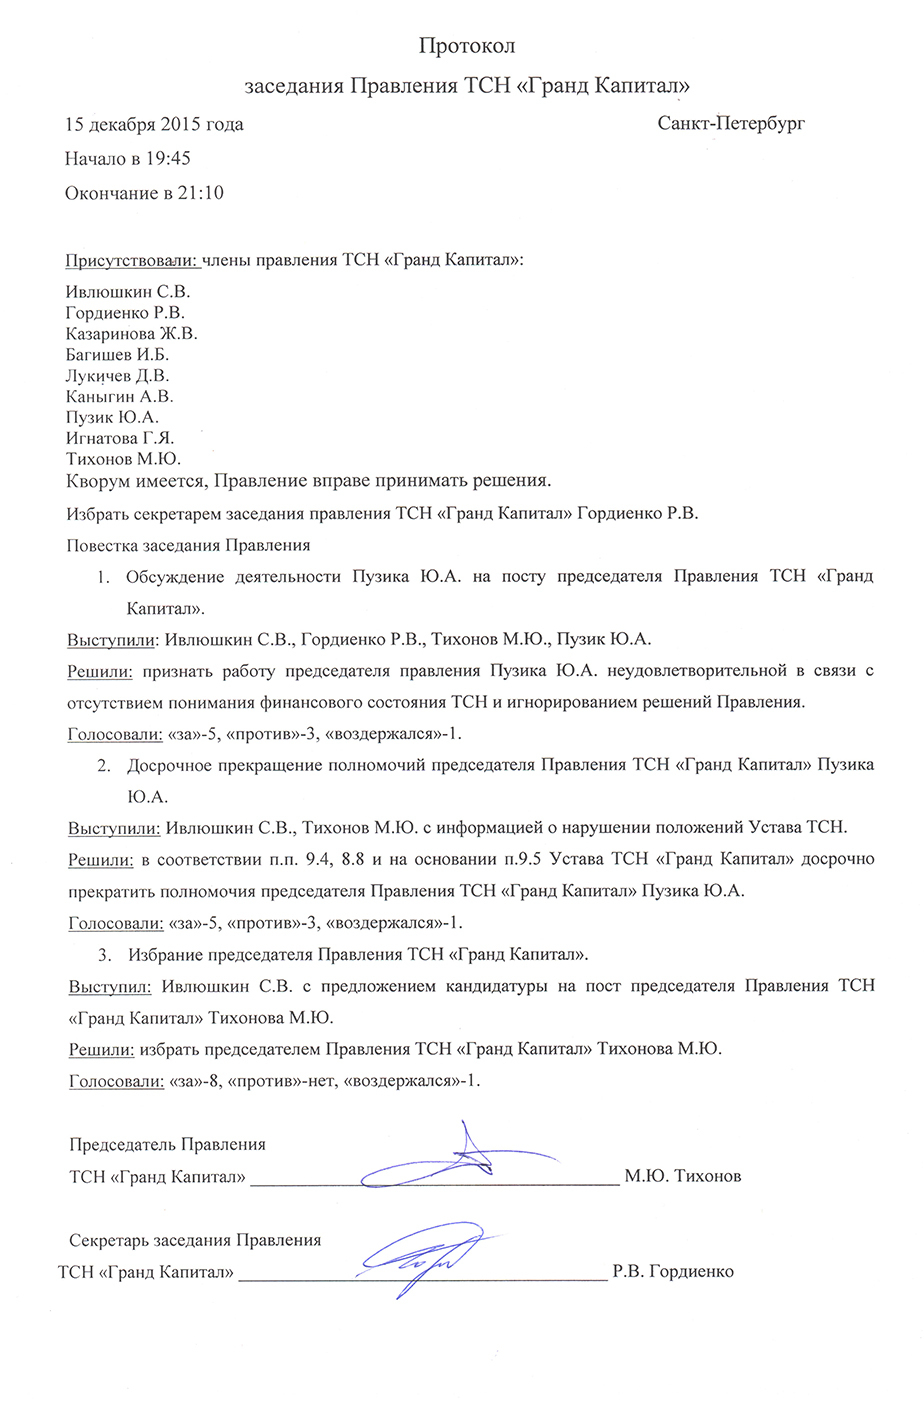 Протокол
заседания Правления ТСН «Гранд Капитал»
15 декабря 2015 года Санкт-Петербург
Начало в 19:45
Окончание в 21:10
Присутствовали: члены правления ТСН «Гранд Капитал»:
Ивлюшкин С.В.
Гордиенко Р.В.
Казаринова Ж.В.
Багишев И.Б.
Лукичев Д.В.
Каныгин А.В.
Пузик Ю.А.
Игнатова Г.Я.
Тихонов М.Ю.
Кворум имеется, Правление вправе принимать решения.
Избрать секретарем заседания правления ТСН «Гранд Капитал» Гордиенко Р.В.
Повестка заседания Правления
1. Обсуждение деятельности Пузика Ю.А. на посту председателя Правления ТСН «Гранд
Капитал».
Выступили: Ивлюшкин С.В., Гордиенко Р.В., Тихонов М.Ю., Пузик Ю.А.
Решили: признать работу председателя правления Пузика Ю.А. неудовлетворительной в связи с
отсутствием понимания финансового состояния ТСН и игнорированием решений Правления.
Голосовали: «за»-5, «против»-3, «воздержался»-1.
2. Досрочное прекращение полномочий председателя Правления ТСН «Гранд Капитал» Пузика
Ю.А.
Выступили: Ивлюшкин С.В., Тихонов М.Ю. с информацией о нарушении положений Устава ТСН.
Решили: в соответствии п.п. 9.4, 8.8 и на основании п.9.5 Устава ТСН «Гранд Капитал» досрочно
прекратить полномочия председателя Правления ТСН «Гранд Капитал» Пузика Ю.А.
Голосовали: «за»-5, «против»-3, «воздержался»-1.
3. Избрание председателя Правления ТСН «Гранд Капитал».
Выступил: Ивлюшкин С.В. с предложением кандидатуры на пост председателя Правления ТСН
«Гранд Капитал» Тихонова М.Ю.
Решили: избрать председателем Правления ТСН «Гранд Капитал» Тихонова М.Ю.
Голосовали: «за»-8, «против»-нет, «воздержался»-1.
Председатель Правления
ТСН «Гранд Капитал» М.Ю. Тихонов
Секретарь заседания Правления
ТСН «Гранд Капитал» Р.В. Гордиенко